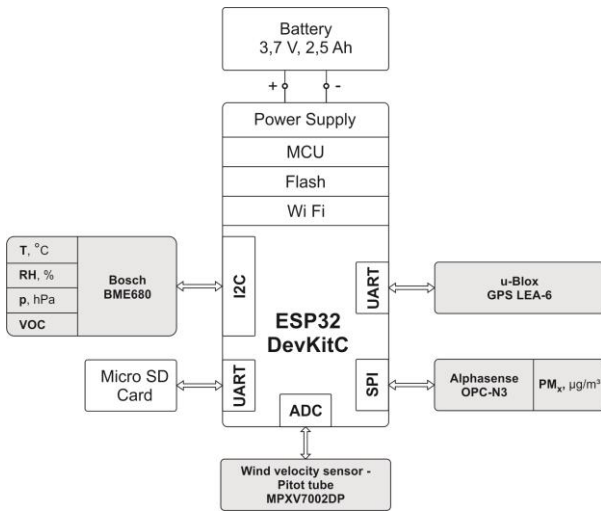 Battery
3,7 V, 2,5 Ah
+ -
Power Supply
MCU
Flash
Wi Fi
T, °C
RH, %
p, hPa
VOC
Bosch
BME680
I2C
UART
u-Blox
GPS LEA-6
ESP32
DevKitC
Micro SD
Card
UART
ADC
SPI
Alphasense
OPC-N3
PMₓ, µg/m³
Wind velocity sensor -
Pitot tube
MPXV7002DP